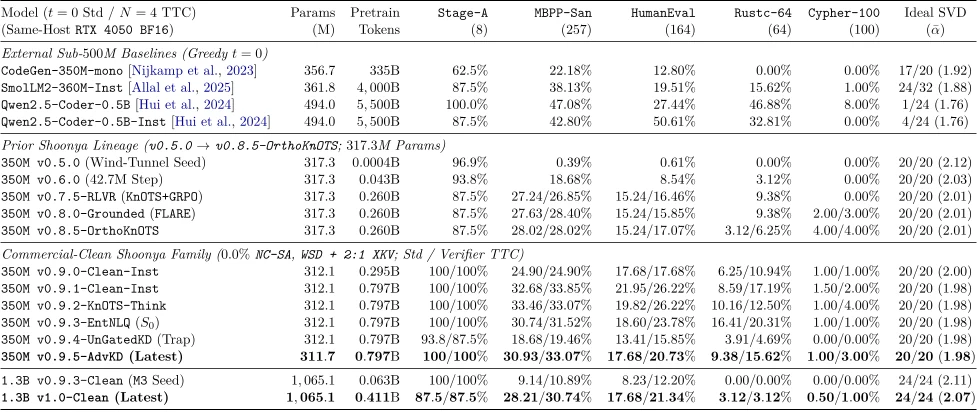 Model (t = 0 Std / N = 4 TTC) Params Pretrain Stage-A MBPP-San HumanEval Rustc-64 Cypher-100 Ideal SVD
(Same-Host RTX 4050 BF16) (M) Tokens (8) (257) (164) (64) (100) (ᾱ)
External Sub-500M Baselines (Greedy t = 0)
CodeGen-350M-mono [Nijkamp et al., 2023] 356.7 335B 62.5% 22.18% 12.80% 0.00% 0.00% 17/20 (1.92)
SmolLM2-360M-Inst [Allal et al., 2025] 361.8 4,000B 87.5% 38.13% 19.51% 15.62% 1.00% 24/32 (1.88)
Qwen2.5-Coder-0.5B [Hui et al., 2024] 494.0 5,500B 100.0% 47.08% 27.44% 46.88% 8.00% 1/24 (1.76)
Qwen2.5-Coder-0.5B-Inst [Hui et al., 2024] 494.0 5,500B 87.5% 42.80% 50.61% 32.81% 0.00% 4/24 (1.76)
Prior Shoonya Lineage (v0.5.0 → v0.8.5-OrthoKnOTS; 317.3M Params)
350M v0.5.0 (Wind-Tunnel Seed) 317.3 0.0004B 96.9% 0.39% 0.61% 0.00% 0.00% 20/20 (2.12)
350M v0.6.0 (42.7M Step) 317.3 0.043B 93.8% 18.68% 8.54% 3.12% 0.00% 20/20 (2.03)
350M v0.7.5-RLVR (KnOTS+GRPO) 317.3 0.260B 87.5% 27.24/26.85% 15.24/16.46% 9.38% 0.00% 20/20 (2.01)
350M v0.8.0-Grounded (FLARE) 317.3 0.260B 87.5% 27.63/28.40% 15.24/15.85% 9.38% 2.00/3.00% 20/20 (2.01)
350M v0.8.5-OrthoKnOTS 317.3 0.260B 87.5% 28.02/28.02% 15.24/17.07% 3.12/6.25% 4.00/4.00% 20/20 (2.01)
Commercial-Clean Shoonya Family (0.0% NC-SA, WSD + 2:1 XKV; Std / Verifier TTC)
350M v0.9.0-Clean-Inst 312.1 0.295B 100/100% 24.90/24.90% 17.68/17.68% 6.25/10.94% 1.00/1.00% 20/20 (2.00)
350M v0.9.1-Clean-Inst 312.1 0.797B 100/100% 32.68/33.85% 21.95/26.22% 8.59/17.19% 1.50/2.00% 20/20 (1.98)
350M v0.9.2-KnOTS-Think 312.1 0.797B 100/100% 33.46/33.07% 19.82/26.22% 10.16/12.50% 1.00/4.00% 20/20 (1.98)
350M v0.9.3-EntNLQ (S₀) 312.1 0.797B 100/100% 30.74/31.52% 18.60/23.78% 16.41/20.31% 1.00/1.00% 20/20 (1.98)
350M v0.9.4-UnGatedKD (Trap) 312.1 0.797B 93.8/87.5% 18.68/19.46% 13.41/15.85% 3.91/4.69% 0.00/0.00% 20/20 (1.98)
350M v0.9.5-AdvKD (Latest) 311.7 0.797B 100/100% 30.93/33.07% 17.68/20.73% 9.38/15.62% 1.00/3.00% 20/20 (1.98)
1.3B v0.9.3-Clean (M3 Seed) 1,065.1 0.063B 100/100% 9.14/10.89% 8.23/12.20% 0.00/0.00% 0.00/0.00% 24/24 (2.11)
1.3B v1.0-Clean (Latest) 1,065.1 0.411B 87.5/87.5% 28.21/30.74% 17.68/21.34% 3.12/3.12% 0.50/1.00% 24/24 (2.07)